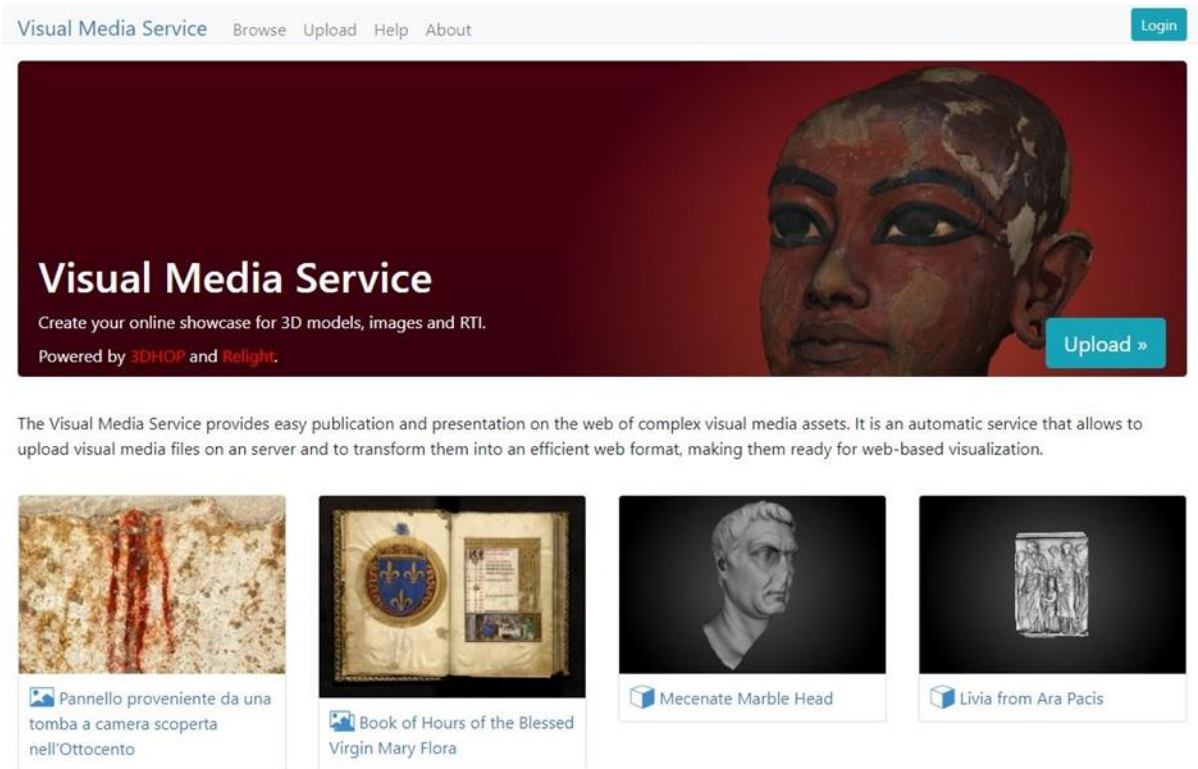 Visual Media Service Browse Upload Help About Login
Visual Media Service
Create your online showcase for 3D models, images and RTI.
Powered by 3DHOP and Relight.
Upload »
The Visual Media Service provides easy publication and presentation on the web of complex visual media assets. It is an automatic service that allows to
upload visual media files on an server and to transform them into an efficient web format, making them ready for web-based visualization.
Pannello proveniente da una
tomba a camera scoperta
nell'Ottocento
Book of Hours of the Blessed
Virgin Mary Flora
Mecenate Marble Head
Livia from Ara Pacis